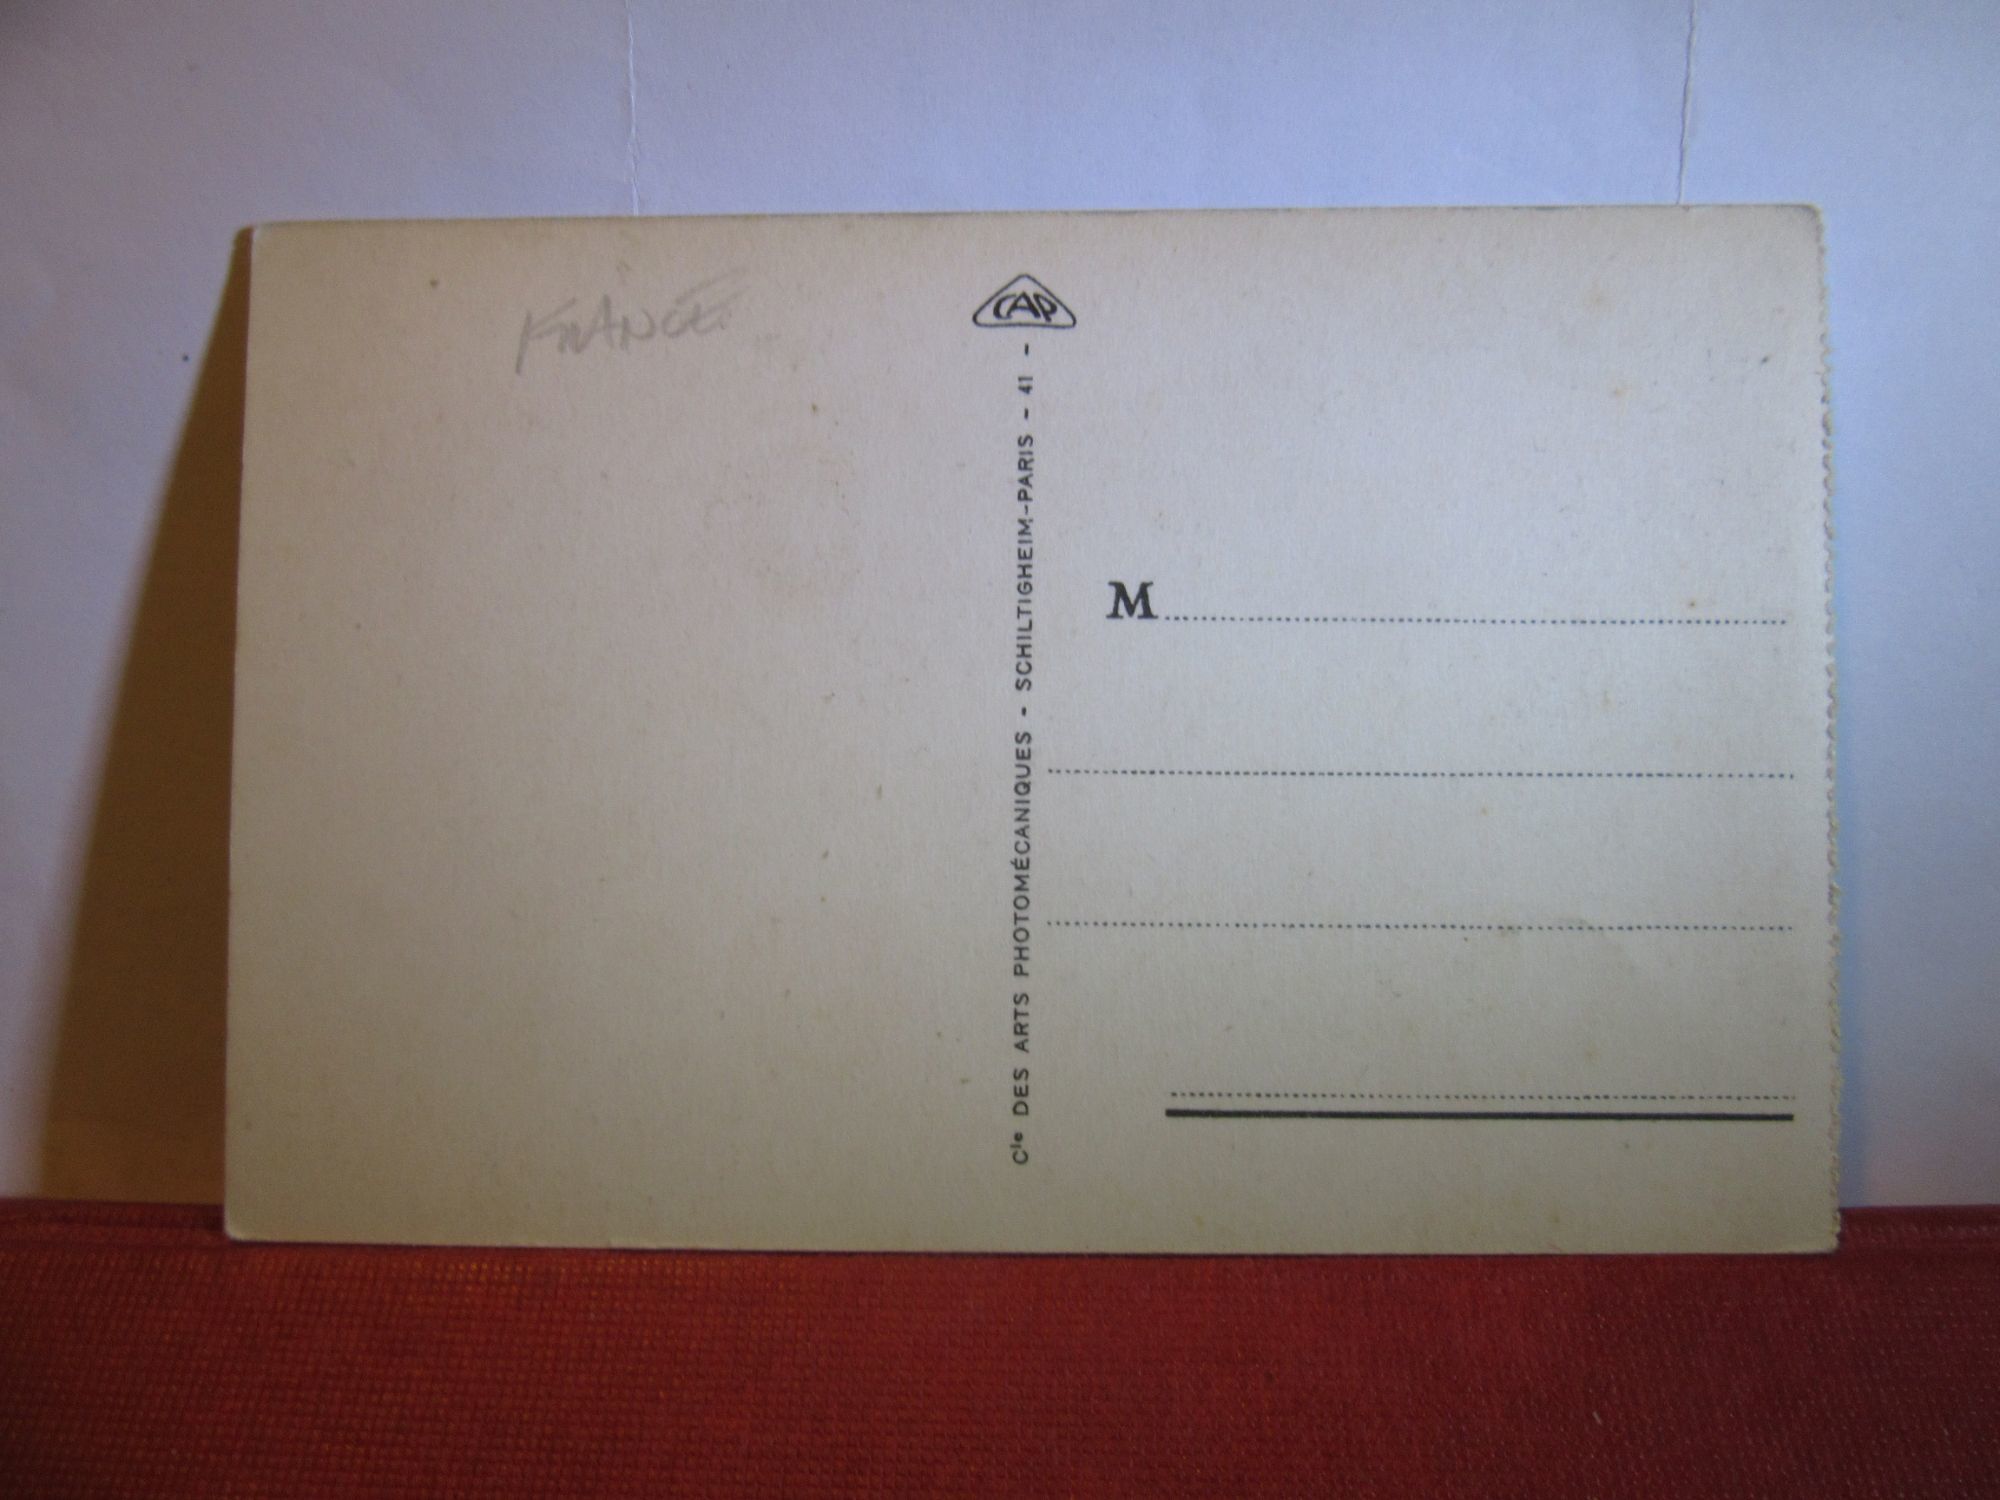 FRANCE
CAP
Cie DES ARTS PHOTOMÉCANIQUES - SCHILTIGHEIM-PARIS - 41 -
M